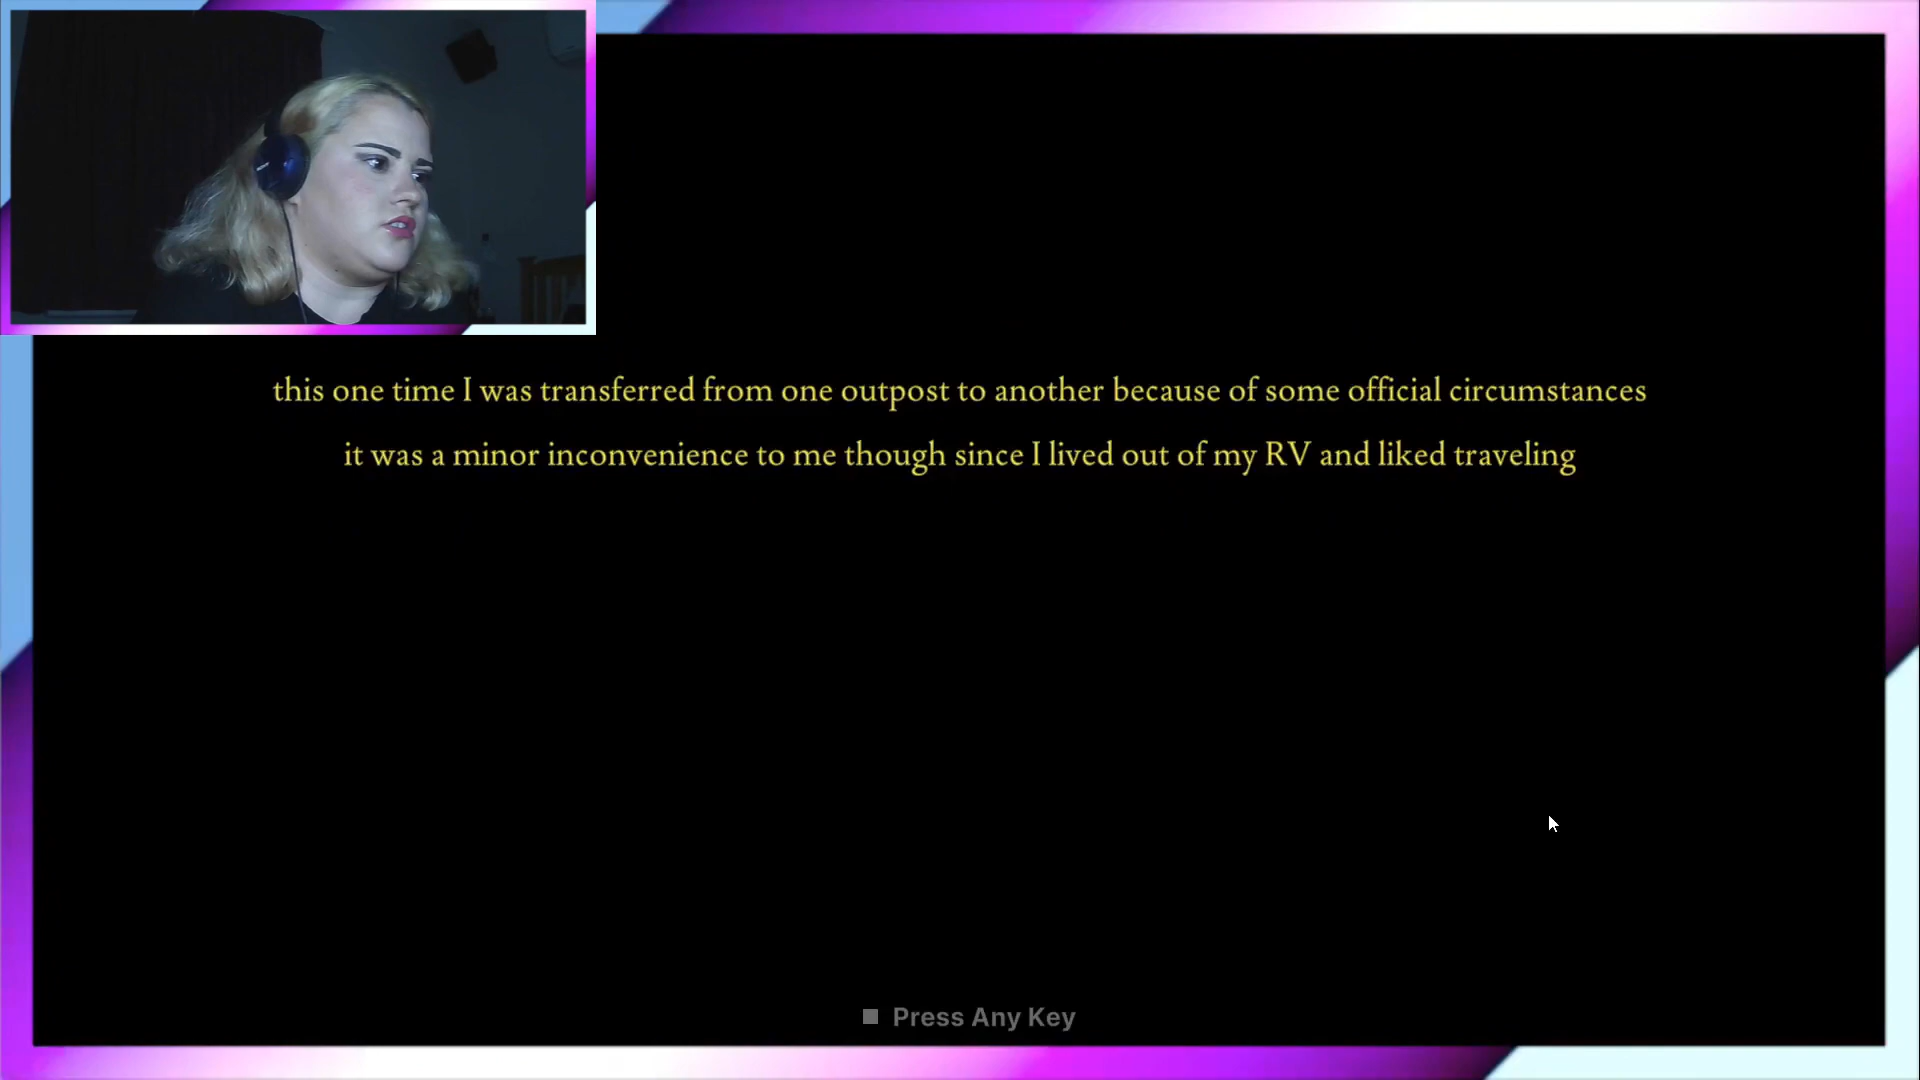 this one time I was transferred from one outpost to another because of some official circumstances
it was a minor inconvenience to me though since I lived out of my RV and liked traveling
Press Any Key